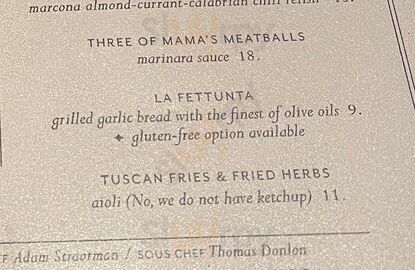 marcona almond-currant-calabrian chili relish
THREE OF MAMA'S MEATBALLS
marinara sauce 18.
LA FETTUNTA
grilled garlic bread with the finest of olive oils 9.
✦ gluten-free option available
TUSCAN FRIES & FRIED HERBS
aioli (No, we do not have ketchup) 11.
Adam Straatman / SOUS CHEF Thomas Donlon